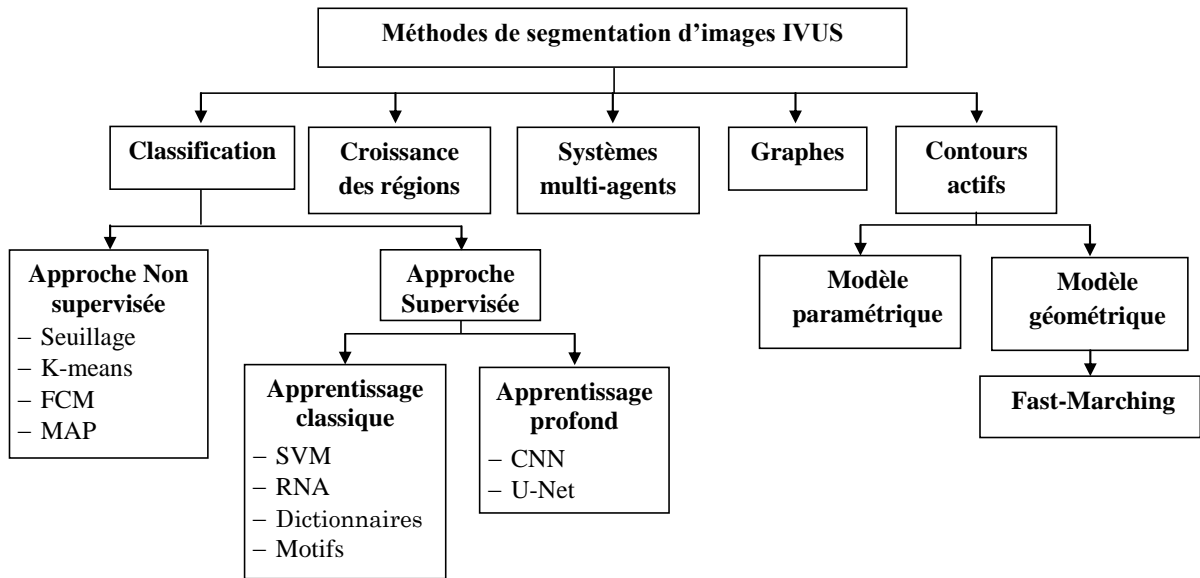 Méthodes de segmentation d’images IVUS
Classification
Croissance
des régions
Systèmes
multi-agents
Graphes
Contours
actifs
Approche Non
supervisée
– Seuillage
– K-means
– FCM
– MAP
Approche
Supervisée
Apprentissage
classique
– SVM
– RNA
– Dictionnaires
– Motifs
Apprentissage
profond
– CNN
– U-Net
Modèle
paramétrique
Modèle
géométrique
Fast-Marching